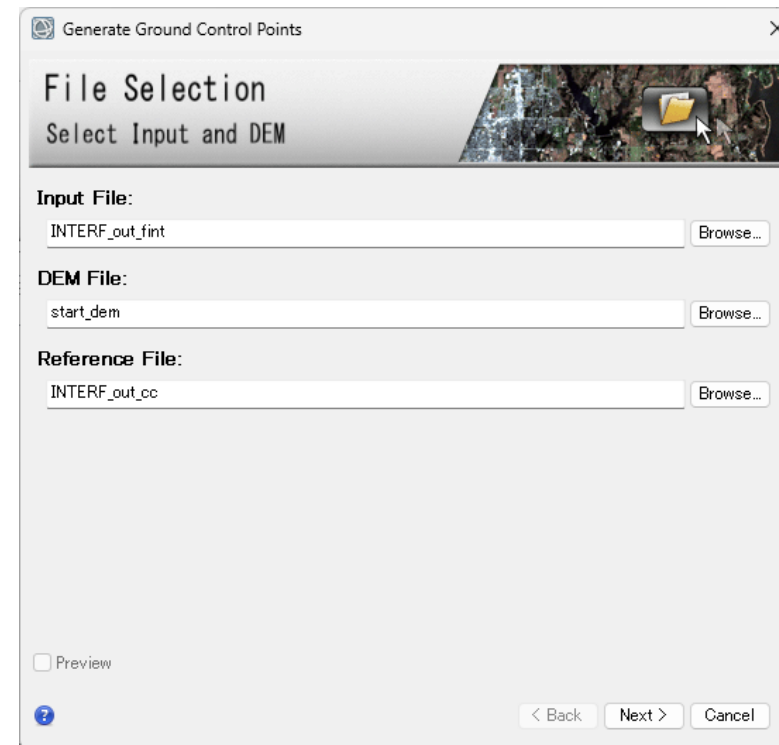 Generate Ground Control Points
File Selection
Select Input and DEM
Input File:
INTERF_out_fint
Browse...
DEM File:
start_dem
Browse...
Reference File:
INTERF_out_cc
Browse...
Preview
?
< Back
Next >
Cancel